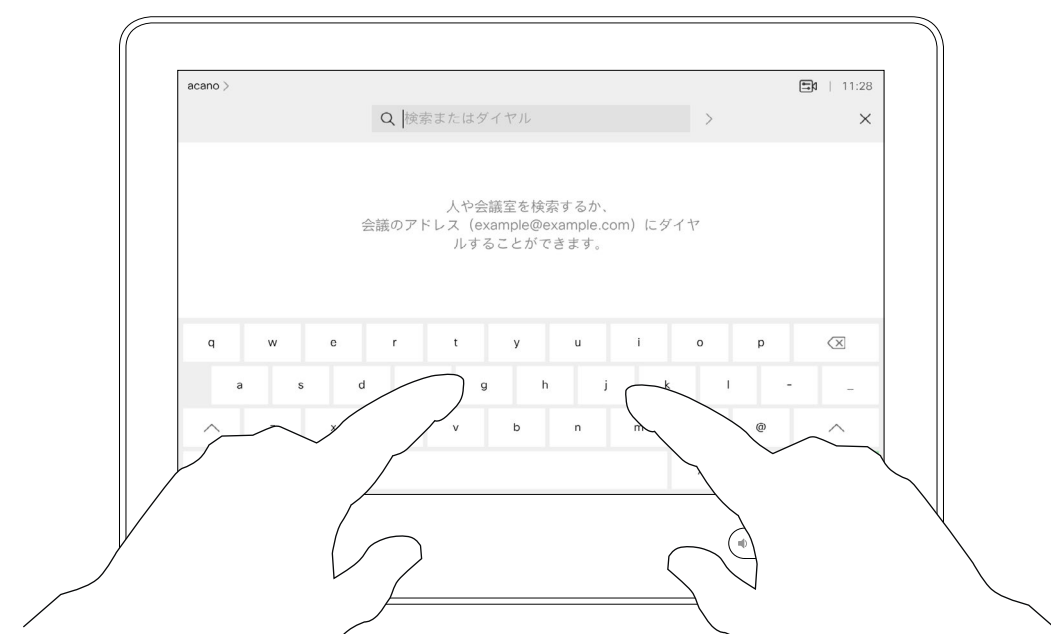 acano >
11:28
検索またはダイヤル
人や会議室を検索するか、
会議のアドレス（example@example.com）にダイヤ
ルすることができます。
q w e r t y u i o p
a s d g h j k l - _
x v b n m @